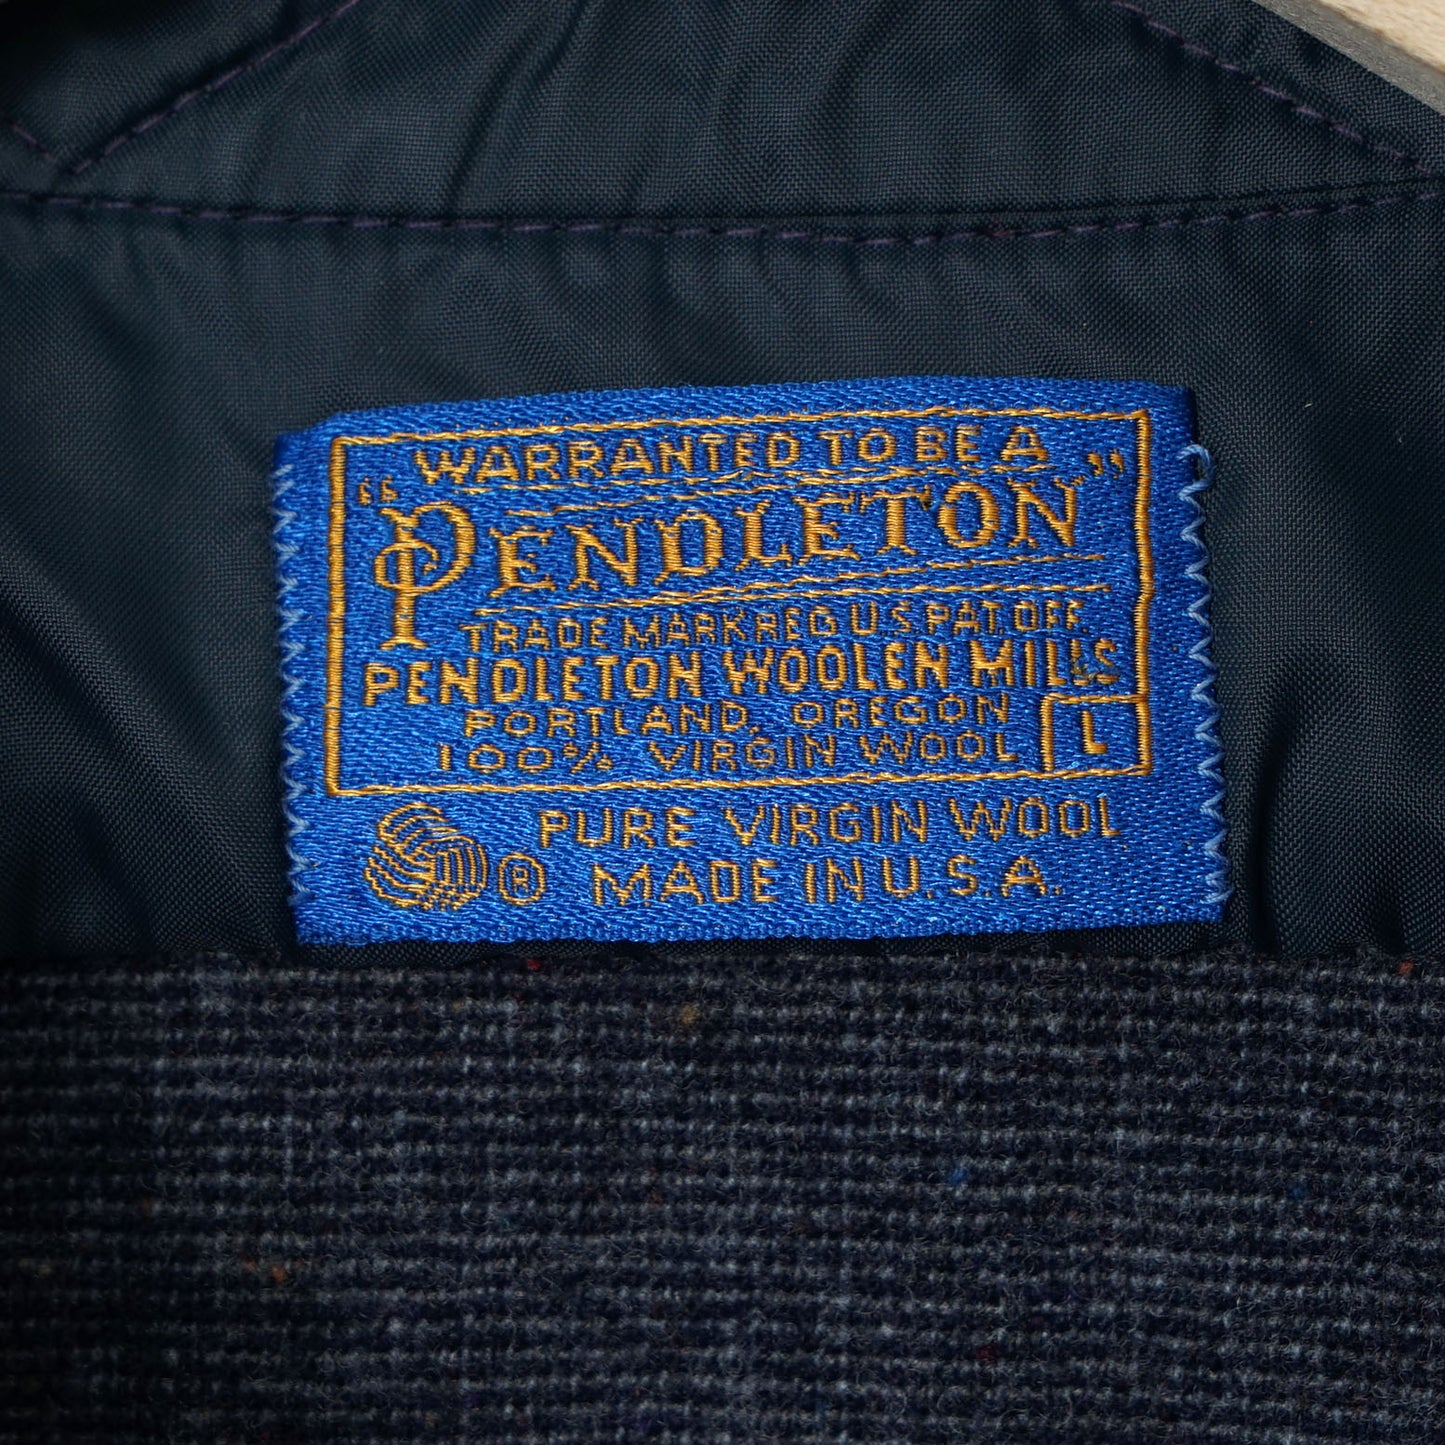 WARRANTED TO BE A
"PENDLETON"
TRADE MARK REG U.S. PAT. OFF.
PENDLETON WOOLEN MILLS
PORTLAND, OREGON
100% VIRGIN WOOL L
PURE VIRGIN WOOL
® MADE IN U.S.A.